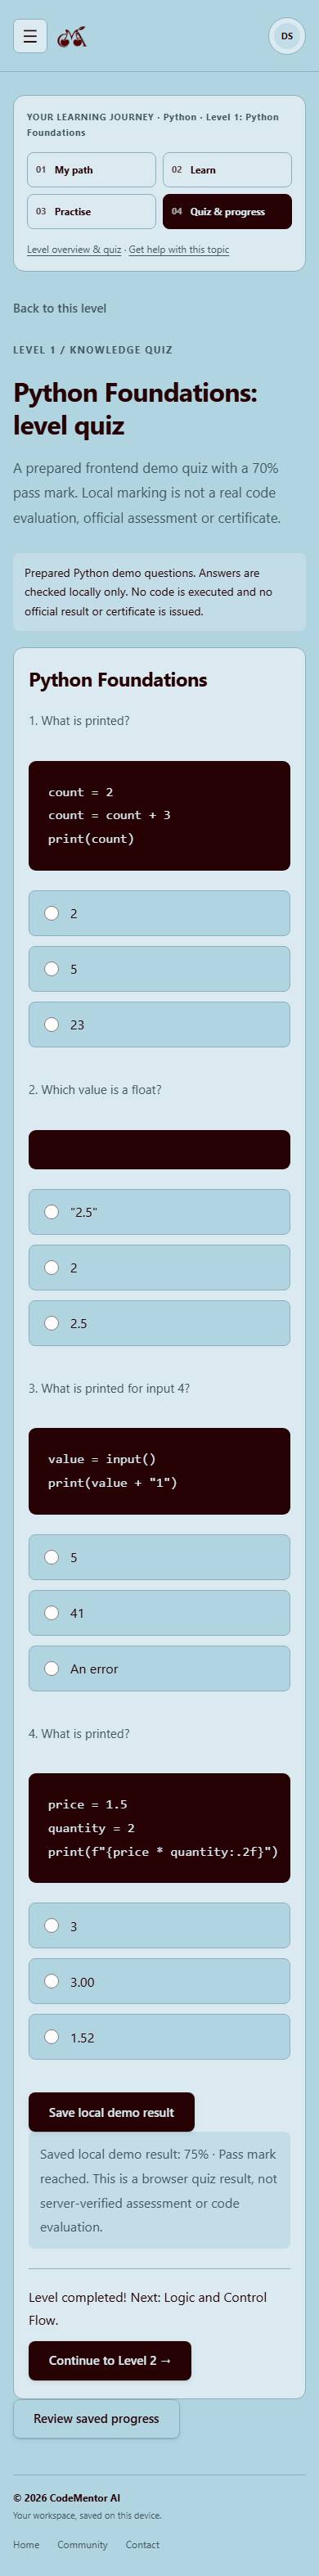 ☰
DS
YOUR LEARNING JOURNEY · Python · Level 1: Python
Foundations
01 My path
02 Learn
03 Practise
04 Quiz & progress
Level overview & quiz · Get help with this topic
Back to this level
LEVEL 1 / KNOWLEDGE QUIZ
Python Foundations:
level quiz
A prepared frontend demo quiz with a 70%
pass mark. Local marking is not a real code
evaluation, official assessment or certificate.
Prepared Python demo questions. Answers are
checked locally only. No code is executed and no
official result or certificate is issued.
Python Foundations
1. What is printed?
count = 2
count = count + 3
print(count)
2
5
23
2. Which value is a float?
"2.5"
2
2.5
3. What is printed for input 4?
value = input()
print(value + "1")
5
41
An error
4. What is printed?
price = 1.5
quantity = 2
print(f"{price * quantity:.2f}")
3
3.00
1.52
Save local demo result
Saved local demo result: 75% · Pass mark
reached. This is a browser quiz result, not
server-verified assessment or code
evaluation.
Level completed! Next: Logic and Control
Flow.
Continue to Level 2 →
Review saved progress
© 2026 CodeMentor AI
Your workspace, saved on this device.
Home Community Contact